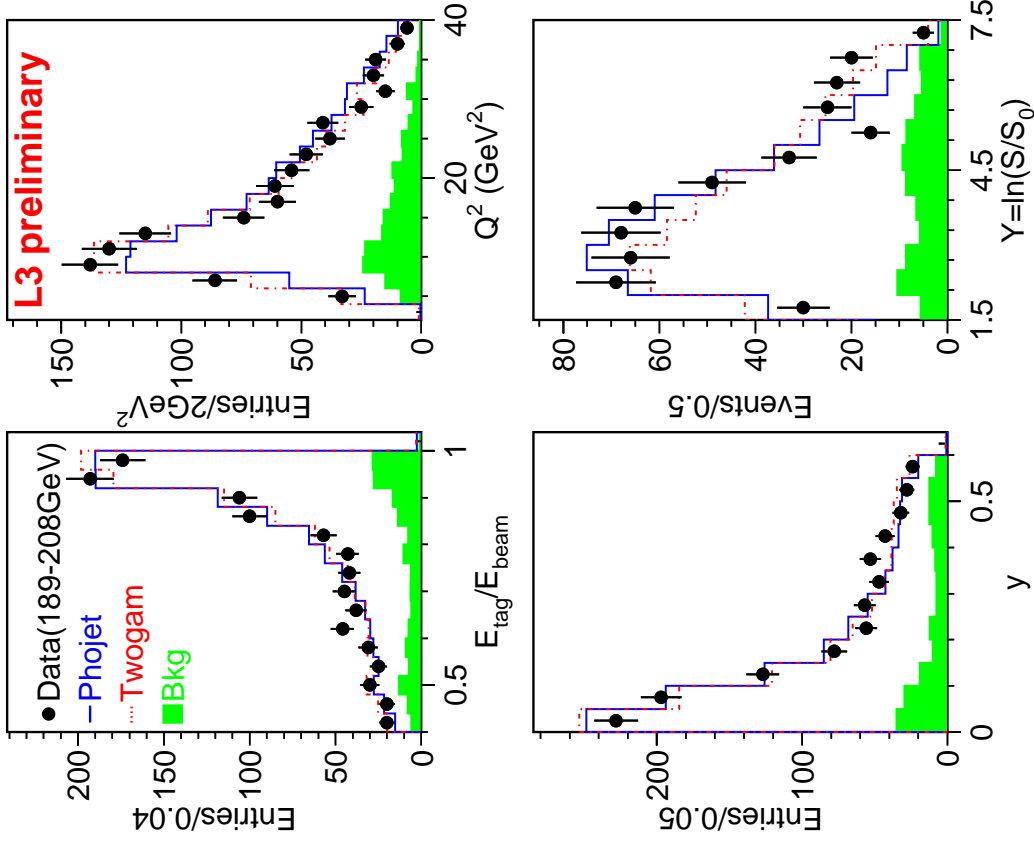 L3 preliminary
Data(189-208GeV)
Phojet
Twogam
Bkg
Entries/0.04
200
150
100
50
0
0.5
1
E_tag/E_beam
Entries/2GeV²
150
100
50
0
20
40
Q² (GeV²)
Entries/0.05
200
100
0
0
0.5
y
Events/0.5
80
60
40
20
0
1.5
4.5
7.5
Y=ln(S/S₀)